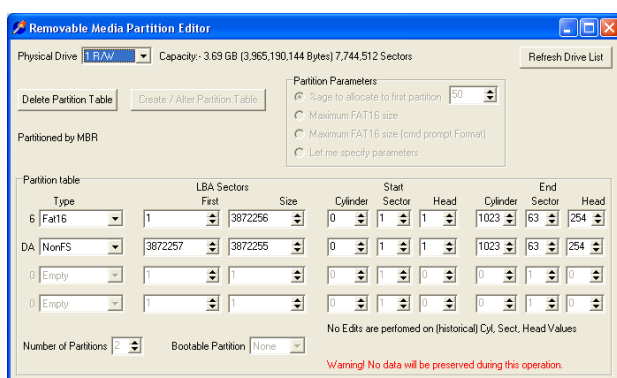 Removable Media Partition Editor
Physical Drive 1 R/W Capacity:- 3.69 GB (3,965,190,144 Bytes) 7,744,512 Sectors Refresh Drive List
Partition Parameters
Delete Partition Table Create / Alter Partition Table %age to allocate to first partition 50
Maximum FAT16 size
Partitioned by MBR Maximum FAT16 size (cmd prompt Format)
Let me specify parameters
Partition table
LBA Sectors Start End
Type First Size Cylinder Sector Head Cylinder Sector Head
6 Fat16 1 3872256 0 1 1 1023 63 254
DA NonFS 3872257 3872255 0 1 1 1023 63 254
0 Empty 1 1 0 1 0 0 1 0
0 Empty 1 1 0 1 0 0 1 0
No Edits are perfomed on (historical) Cyl, Sect, Head Values
Number of Partitions 2 Bootable Partition None
Warning! No data will be preserved during this operation.